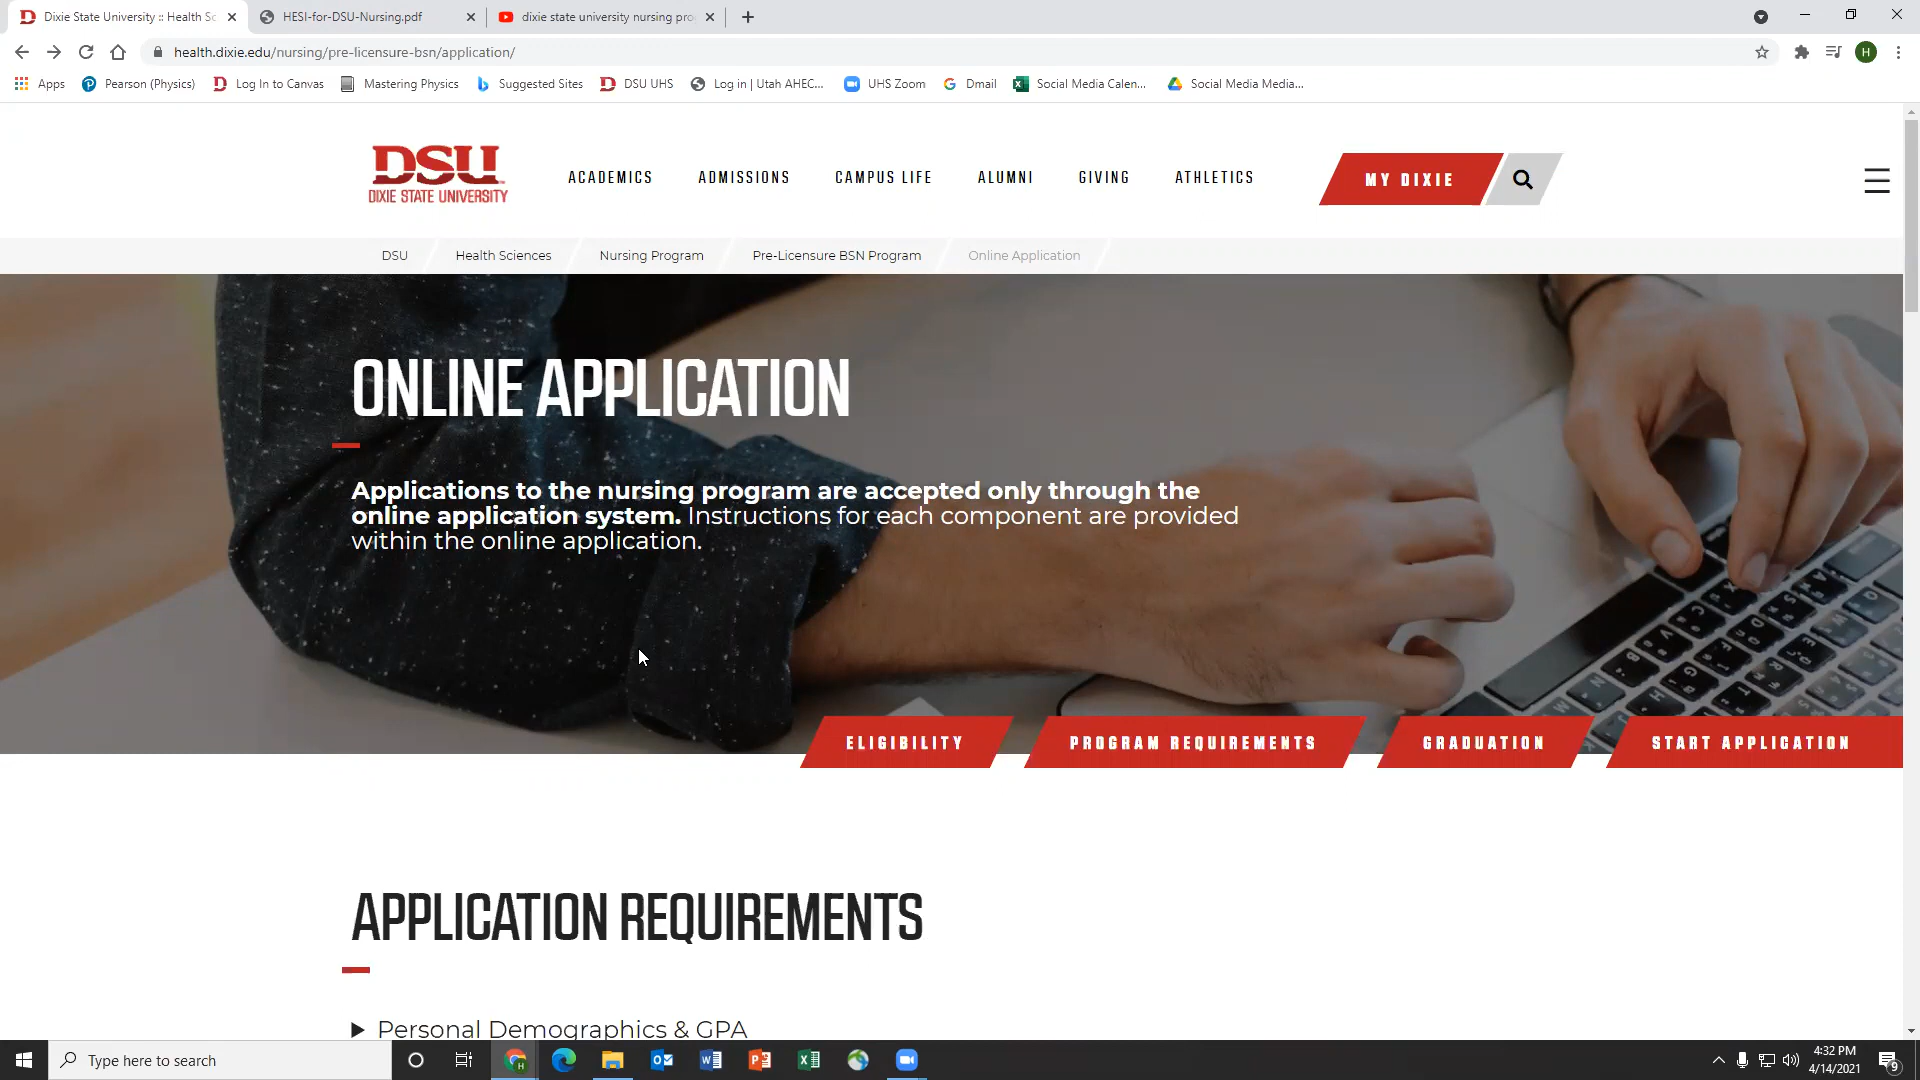 Dixie State University :: Health Sc
HESI-for-DSU-Nursing.pdf
dixie state university nursing pro
health.dixie.edu/nursing/pre-licensure-bsn/application/
H
Apps
Pearson (Physics)
Log In to Canvas
Mastering Physics
Suggested Sites
DSU UHS
Log in | Utah AHEC...
UHS Zoom
Dmail
Social Media Calen...
Social Media Media...
DSU
DIXIE STATE UNIVERSITY
ACADEMICS
ADMISSIONS
CAMPUS LIFE
ALUMNI
GIVING
ATHLETICS
MY DIXIE
DSU
Health Sciences
Nursing Program
Pre-Licensure BSN Program
Online Application
ONLINE APPLICATION
Applications to the nursing program are accepted only through the
online application system. Instructions for each component are provided
within the online application.
ELIGIBILITY
PROGRAM REQUIREMENTS
GRADUATION
START APPLICATION
APPLICATION REQUIREMENTS
Personal Demographics & GPA
Type here to search
4:32 PM
4/14/2021
9